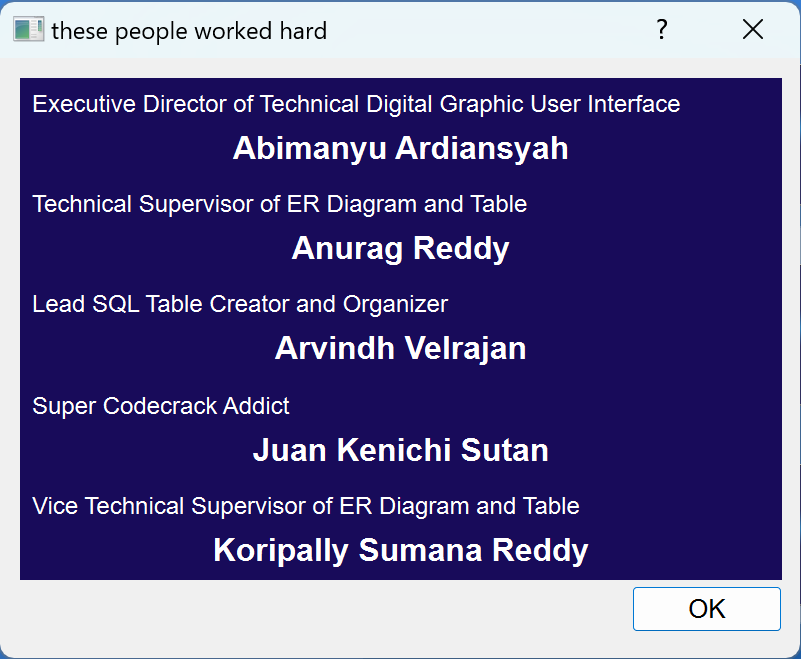 these people worked hard
?
Executive Director of Technical Digital Graphic User Interface
Abimanyu Ardiansyah
Technical Supervisor of ER Diagram and Table
Anurag Reddy
Lead SQL Table Creator and Organizer
Arvindh Velrajan
Super Codecrack Addict
Juan Kenichi Sutan
Vice Technical Supervisor of ER Diagram and Table
Koripally Sumana Reddy
OK